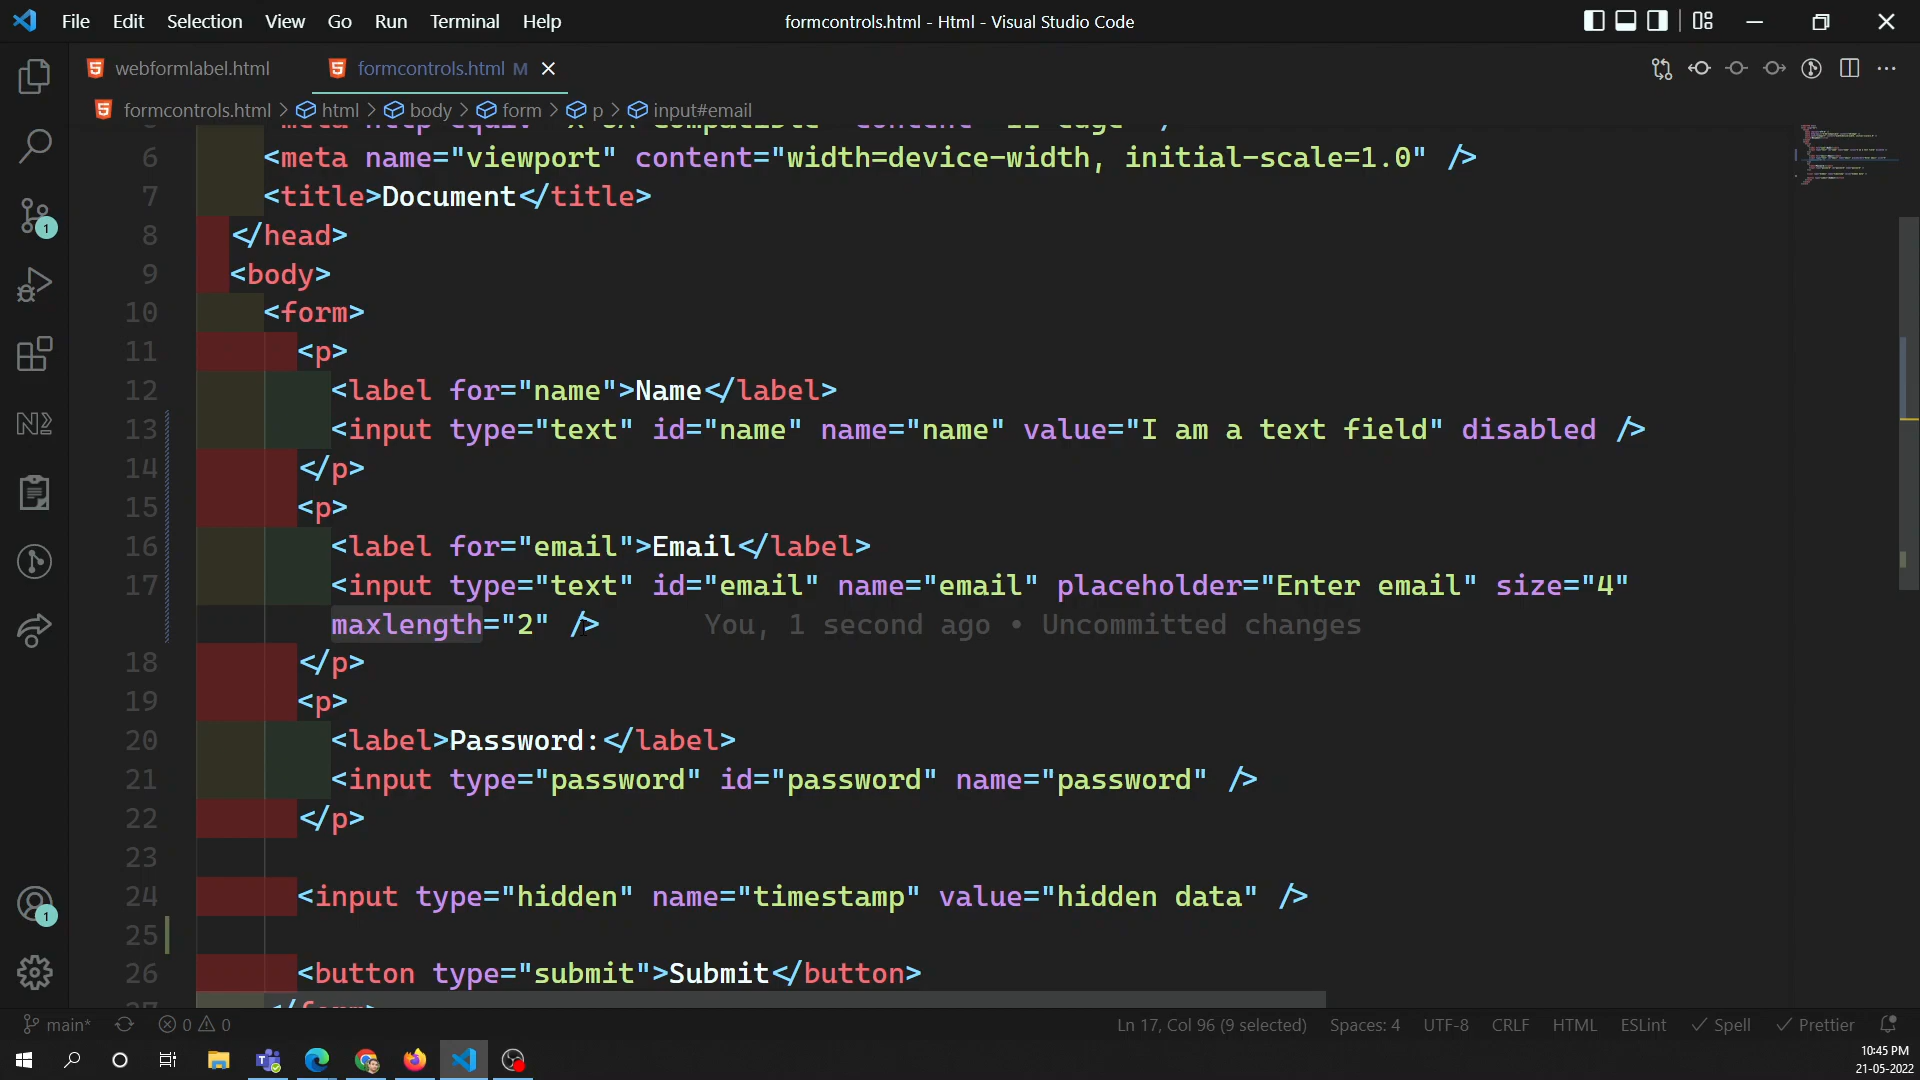 File Edit Selection View Go Run Terminal Help
formcontrols.html - Html - Visual Studio Code
webformlabel.html
formcontrols.html M
formcontrols.html > html > body > form > p > input#email
6 <meta name="viewport" content="width=device-width, initial-scale=1.0" />
7 <title>Document</title>
8 </head>
9 <body>
10 <form>
11 <p>
12 <label for="name">Name</label>
13 <input type="text" id="name" name="name" value="I am a text field" disabled />
14 </p>
15 <p>
16 <label for="email">Email</label>
17 <input type="text" id="email" name="email" placeholder="Enter email" size="4"
maxlength="2" /> You, 1 second ago • Uncommitted changes
18 </p>
19 <p>
20 <label>Password:</label>
21 <input type="password" id="password" name="password" />
22 </p>
23
24 <input type="hidden" name="timestamp" value="hidden data" />
25
26 <button type="submit">Submit</button>
1
1
main* 0 0
Ln 17, Col 96 (9 selected) Spaces: 4 UTF-8 CRLF HTML ESLint Spell Prettier
10:45 PM
21-05-2022